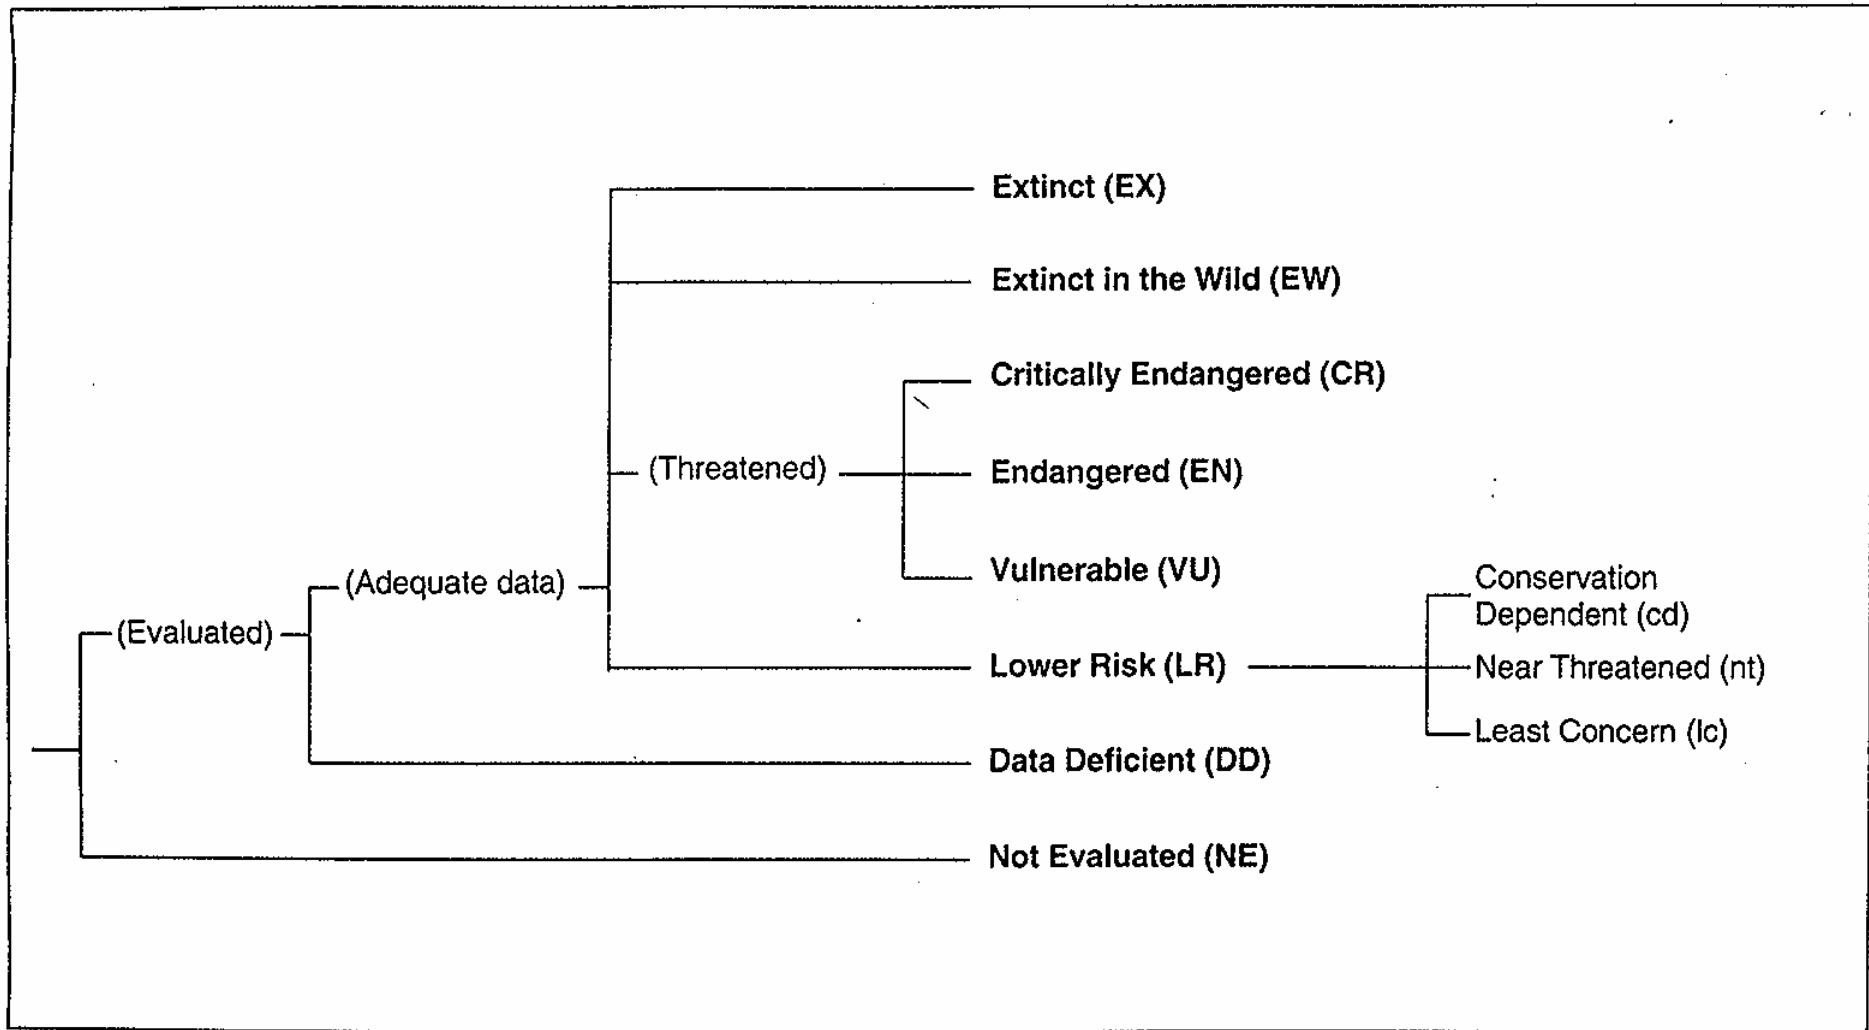 Extinct (EX)
Extinct in the Wild (EW)
Critically Endangered (CR)
(Threatened)
Endangered (EN)
Vulnerable (VU)
Conservation
Dependent (cd)
(Adequate data)
(Evaluated)
Lower Risk (LR)
Near Threatened (nt)
Least Concern (lc)
Data Deficient (DD)
Not Evaluated (NE)